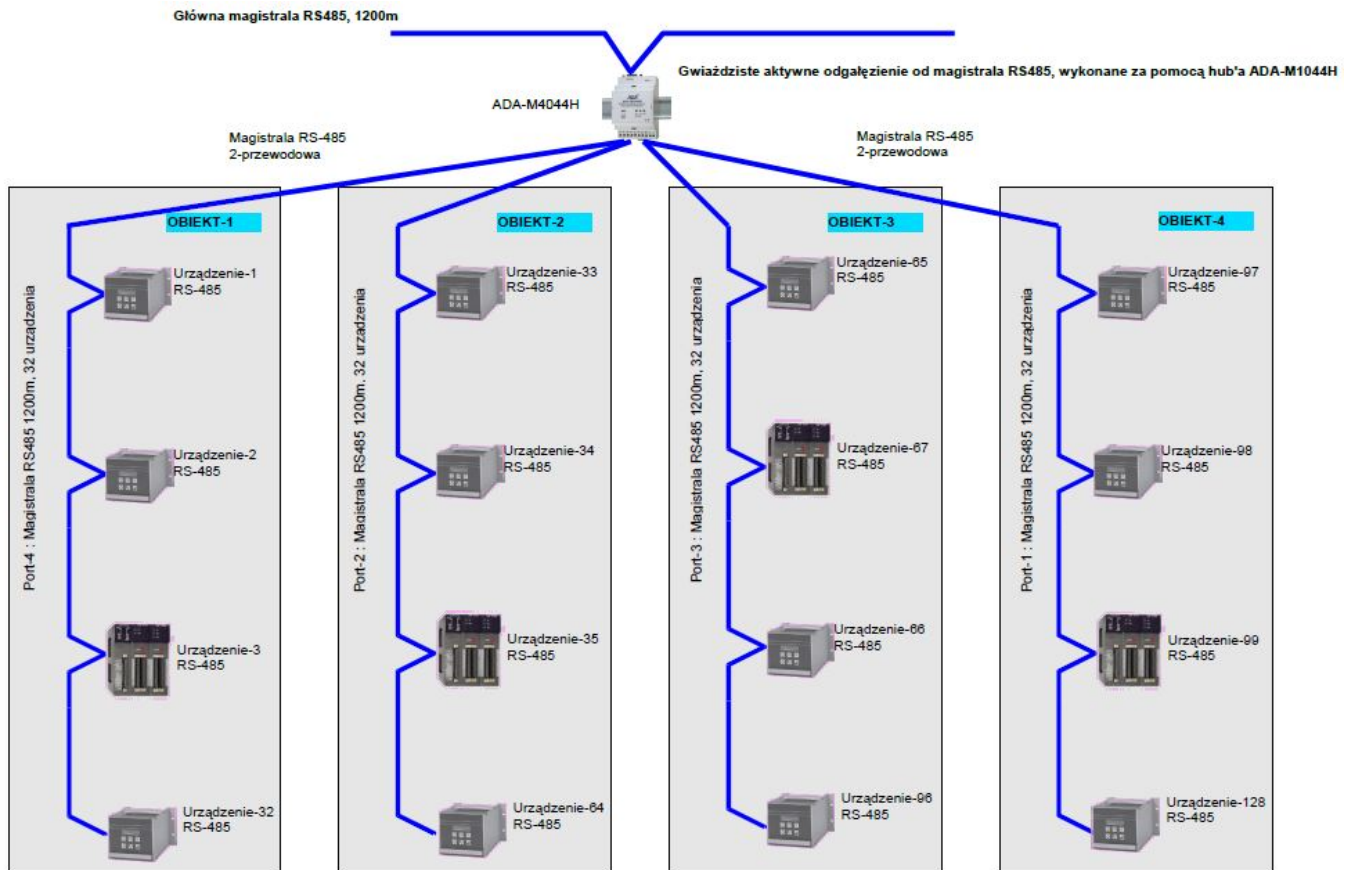 Główna magistrala RS485, 1200m
Gwiaździste aktywne odgałęzienie od magistrala RS485, wykonane za pomocą hub'a ADA-M1044H
ADA-M4044H
Magistrala RS-485
2-przewodowa
Magistrala RS-485
2-przewodowa
OBIEKT-1
Port-4 : Magistrala RS485 1200m, 32 urządzenia
Urządzenie-1
RS-485
Urządzenie-2
RS-485
Urządzenie-3
RS-485
Urządzenie-32
RS-485
OBIEKT-2
Port-2 : Magistrala RS485 1200m, 32 urządzenia
Urządzenie-33
RS-485
Urządzenie-34
RS-485
Urządzenie-35
RS-485
Urządzenie-64
RS-485
OBIEKT-3
Port-3 : Magistrala RS485 1200m, 32 urządzenia
Urządzenie-65
RS-485
Urządzenie-67
RS-485
Urządzenie-66
RS-485
Urządzenie-96
RS-485
OBIEKT-4
Port-1 : Magistrala RS485 1200m, 32 urządzenia
Urządzenie-97
RS-485
Urządzenie-98
RS-485
Urządzenie-99
RS-485
Urządzenie-128
RS-485